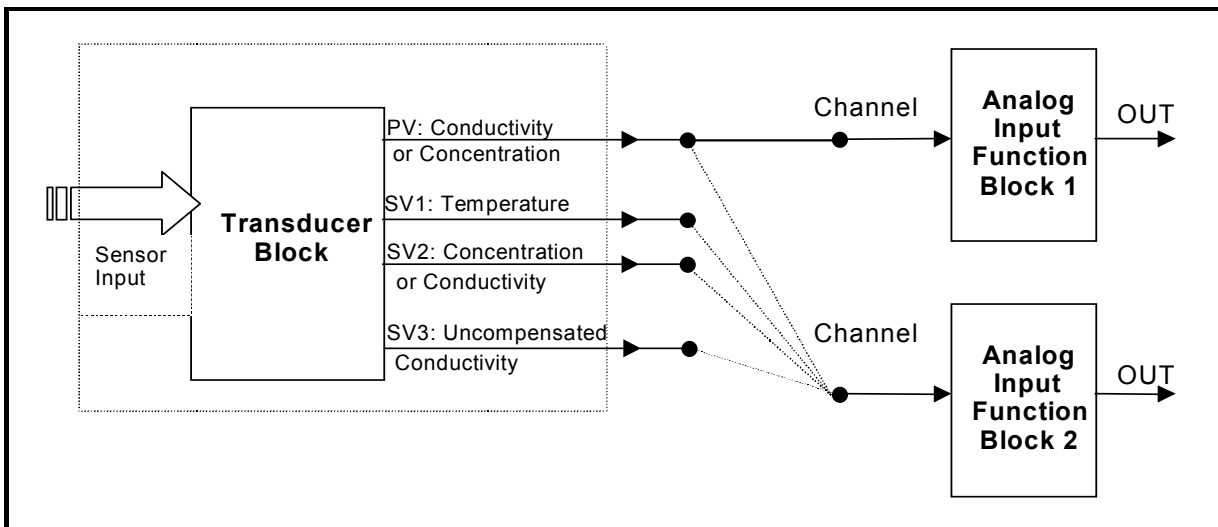 Sensor
Input
Transducer
Block
PV: Conductivity
or Concentration
SV1: Temperature
SV2: Concentration
or Conductivity
SV3: Uncompensated
Conductivity
Channel
Analog
Input
Function
Block 1
OUT
Channel
Analog
Input
Function
Block 2
OUT